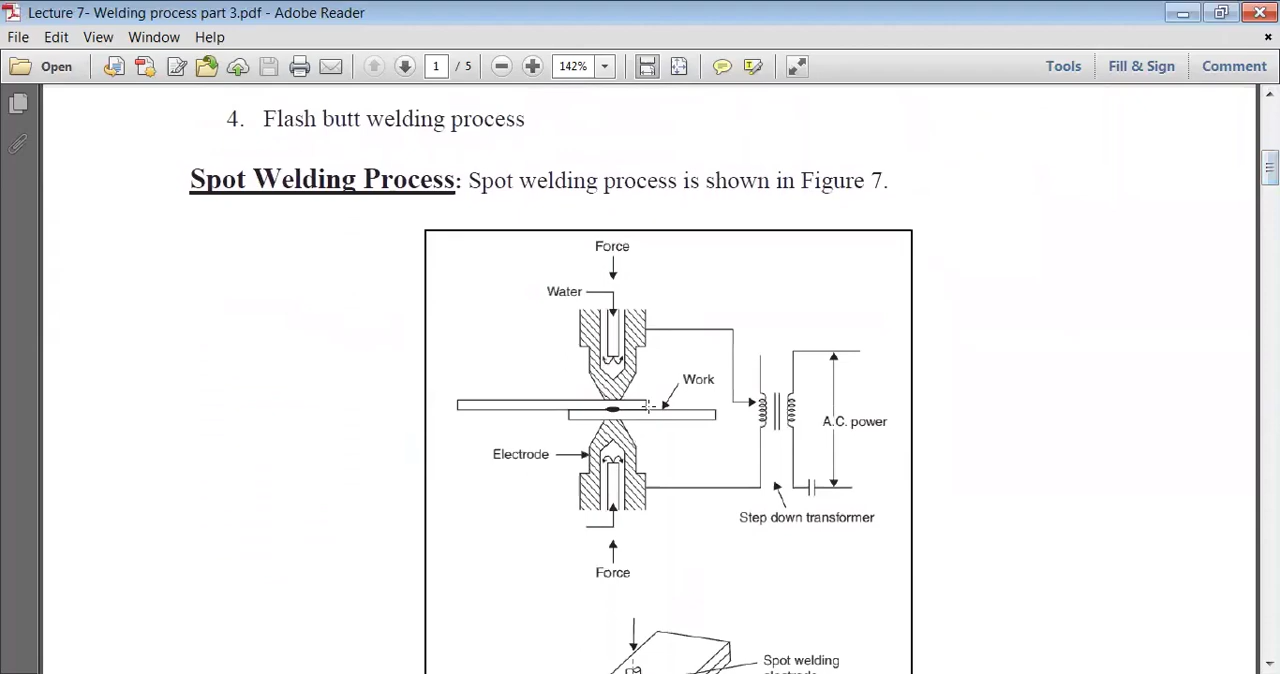 Lecture 7- Welding process part 3.pdf - Adobe Reader
File Edit View Window Help
Open 1 / 5 142% Tools Fill & Sign Comment
4. Flash butt welding process
Spot Welding Process: Spot welding process is shown in Figure 7.
Force
Water
Work
A.C. power
Electrode
Step down transformer
Force
Spot welding